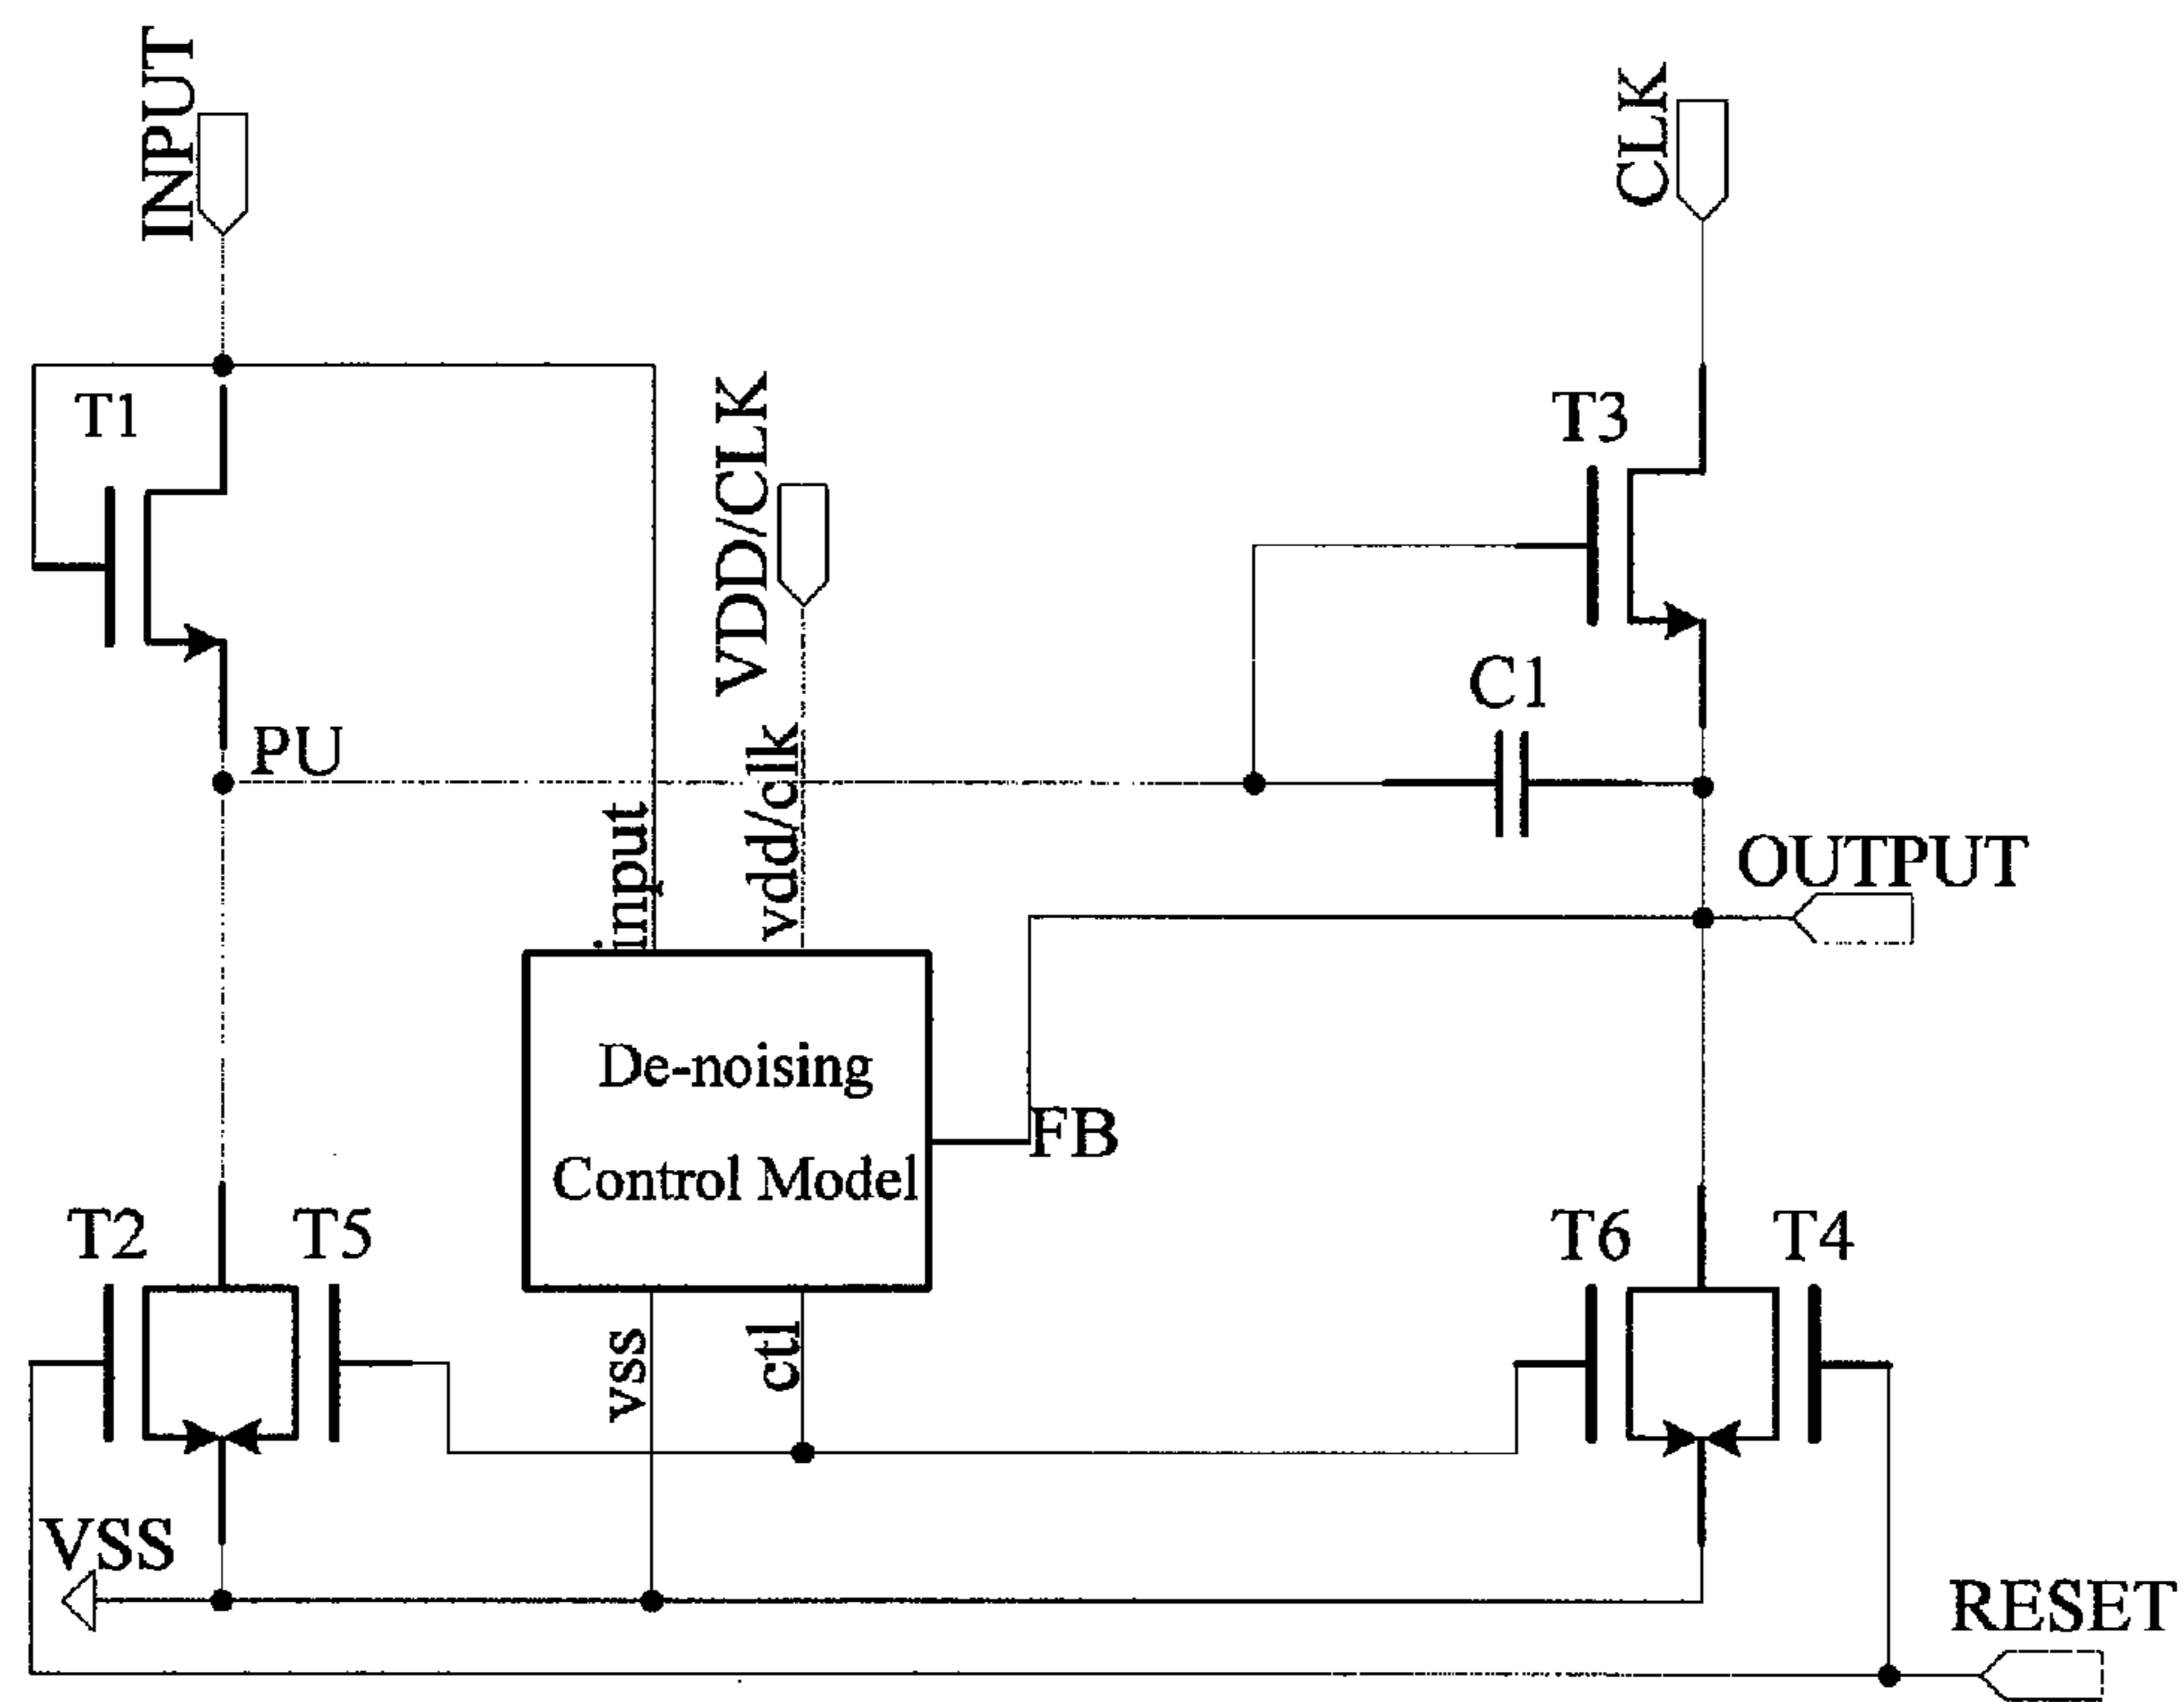 INPUT
CLK
T1
VDD/CLK
T3
C1
PU
input
vdd/clk
OUTPUT
De-noising
Control Model
FB
T2
T5
T6
T4
vss
ctl
VSS
RESET